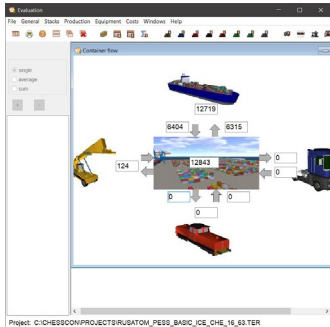 Evaluation
File General Stacks Production Equipment Costs Windows Help
Container flow
single
average
sum
12719
6404
6315
124
12843
0
0
0
0
0
Project: C:\CHESSCON\PROJECTS\RUSATOM_PESS_BASIC_ICE_CHE_16_63.TER